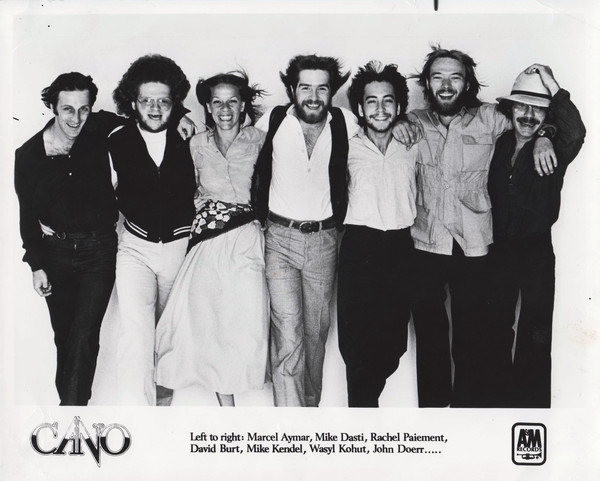 CANO
Left to right: Marcel Aymar, Mike Dasti, Rachel Paiement,
David Burt, Mike Kendel, Wasyl Kohut, John Doerr.....
AM
RECORDS